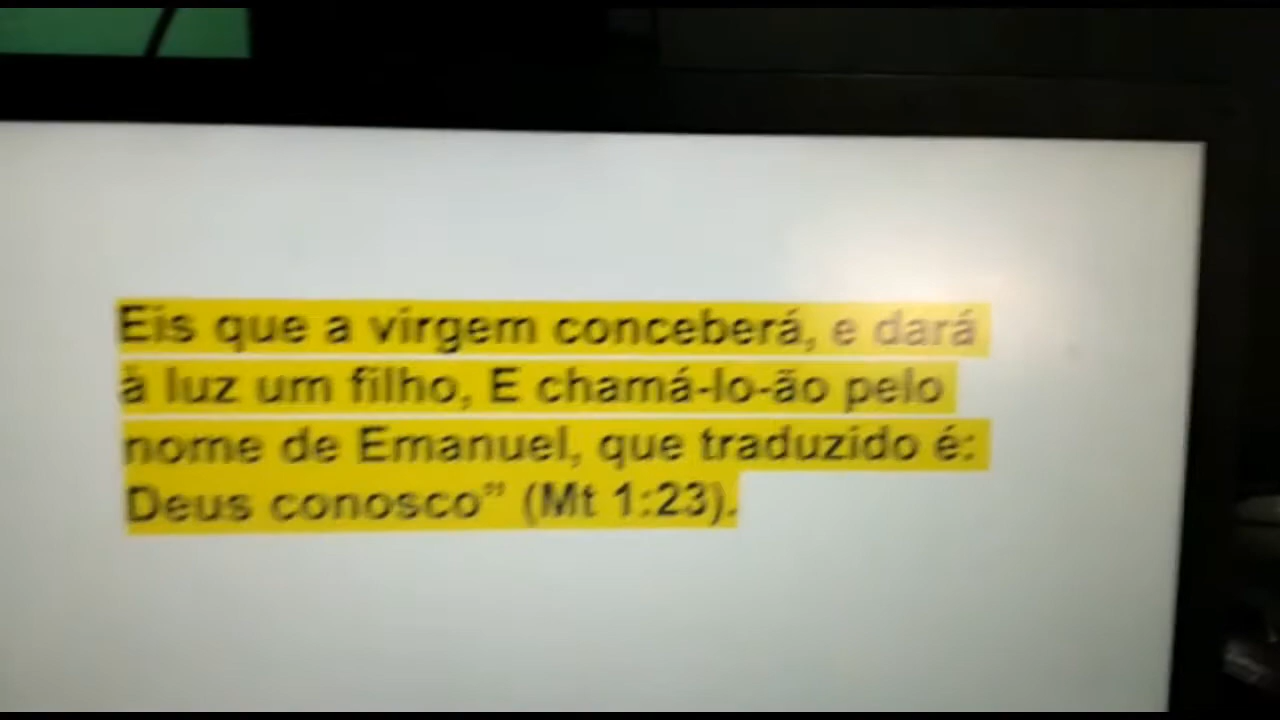 Eis que a virgem conceberá, e dará
à luz um filho, E chamá-lo-ão pelo
nome de Emanuel, que traduzido é:
Deus conosco” (Mt 1:23).